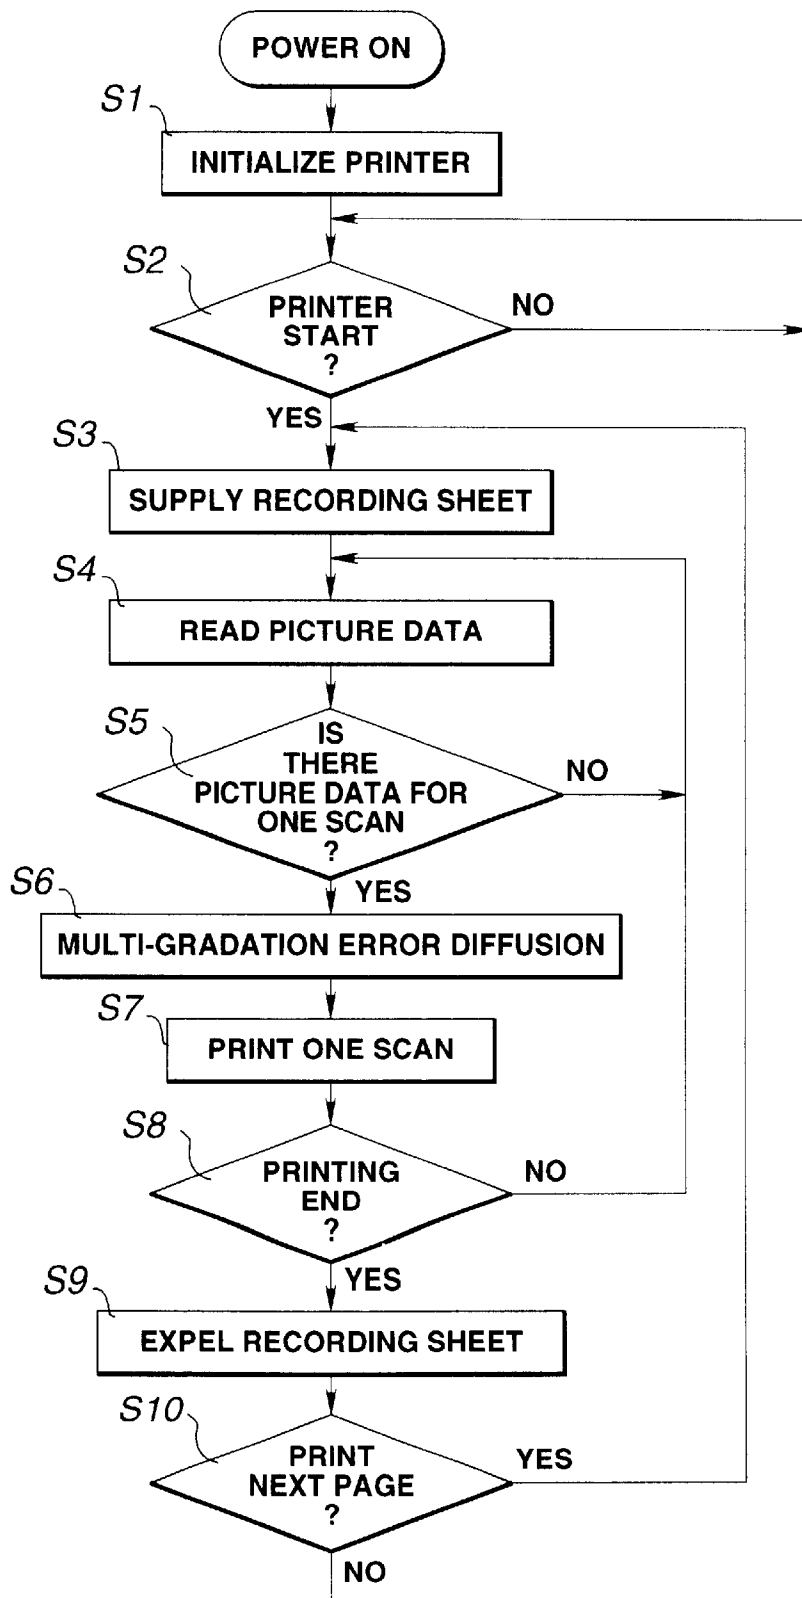 POWER ON
S1
INITIALIZE PRINTER
S2
PRINTER
START
?
NO
YES
S3
SUPPLY RECORDING SHEET
S4
READ PICTURE DATA
S5
IS
THERE
PICTURE DATA FOR
ONE SCAN
?
NO
YES
S6
MULTI-GRADATION ERROR DIFFUSION
S7
PRINT ONE SCAN
S8
PRINTING
END
?
NO
YES
S9
EXPEL RECORDING SHEET
S10
PRINT
NEXT PAGE
?
YES
NO